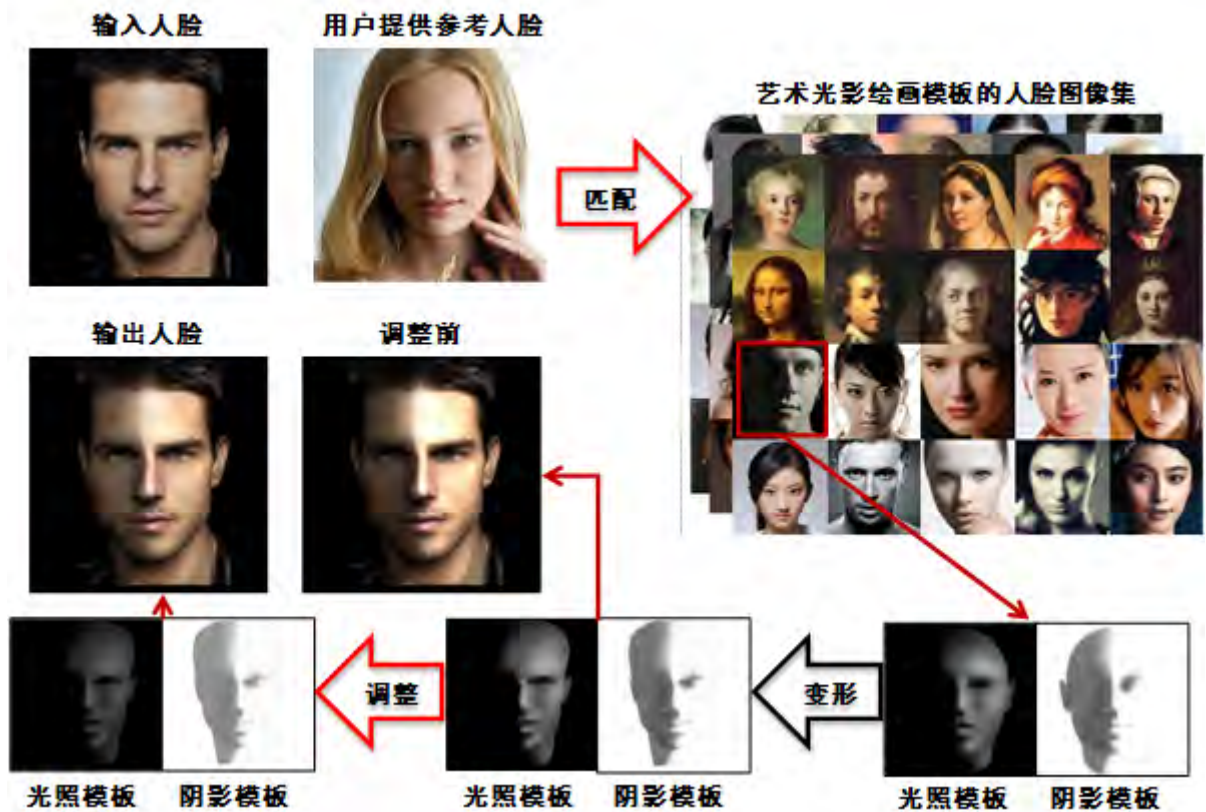 输入人脸
用户提供参考人脸
艺术光影绘画模板的人脸图像集
匹配
输出人脸
调整前
调整
变形
光照模板
阴影模板
光照模板
阴影模板
光照模板
阴影模板